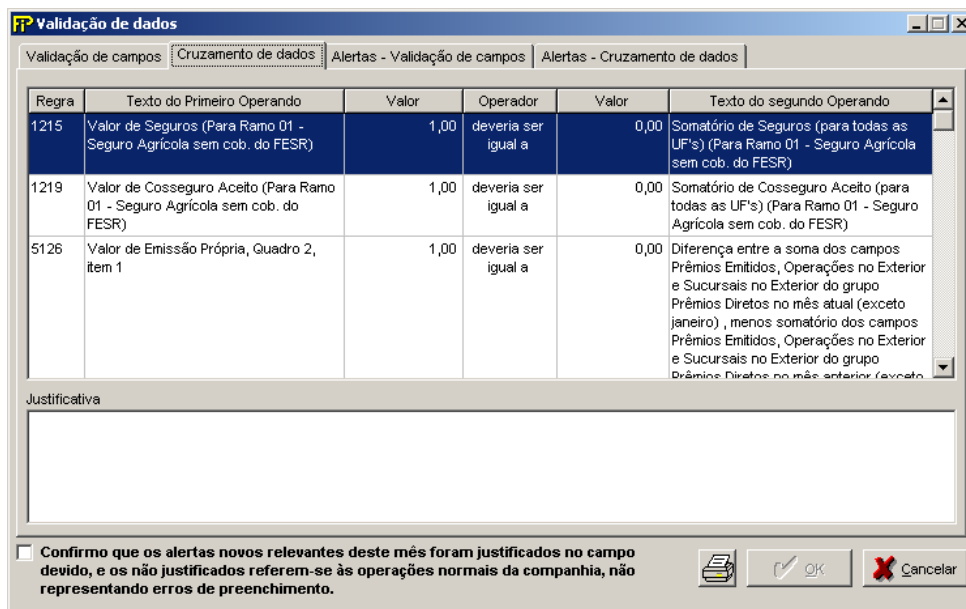 FIP Validação de dados
Validação de campos Cruzamento de dados Alertas - Validação de campos Alertas - Cruzamento de dados
Regra Texto do Primeiro Operando Valor Operador Valor Texto do segundo Operando
1215 Valor de Seguros (Para Ramo 01 - 1,00 deveria ser 0,00 Somatório de Seguros (para todas as
Seguro Agrícola sem cob. do FESR) igual a UF's) (Para Ramo 01 - Seguro Agrícola
sem cob. do FESR)
1219 Valor de Cosseguro Aceito (Para Ramo 1,00 deveria ser 0,00 Somatório de Cosseguro Aceito (para
01 - Seguro Agrícola sem cob. do igual a todas as UF's) (Para Ramo 01 - Seguro
FESR) Agrícola sem cob. do FESR)
5126 Valor de Emissão Própria, Quadro 2, 1,00 deveria ser 0,00 Diferença entre a soma dos campos
item 1 igual a Prêmios Emitidos, Operações no Exterior
e Sucursais no Exterior do grupo
Prêmios Diretos no mês atual (exceto
janeiro) , menos somatório dos campos
Prêmios Emitidos, Operações no Exterior
e Sucursais no Exterior do grupo
Prêmios Diretos no mês anterior (exceto
Justificativa
Confirmo que os alertas novos relevantes deste mês foram justificados no campo
devido, e os não justificados referem-se às operações normais da companhia, não
representando erros de preenchimento.
OK Cancelar